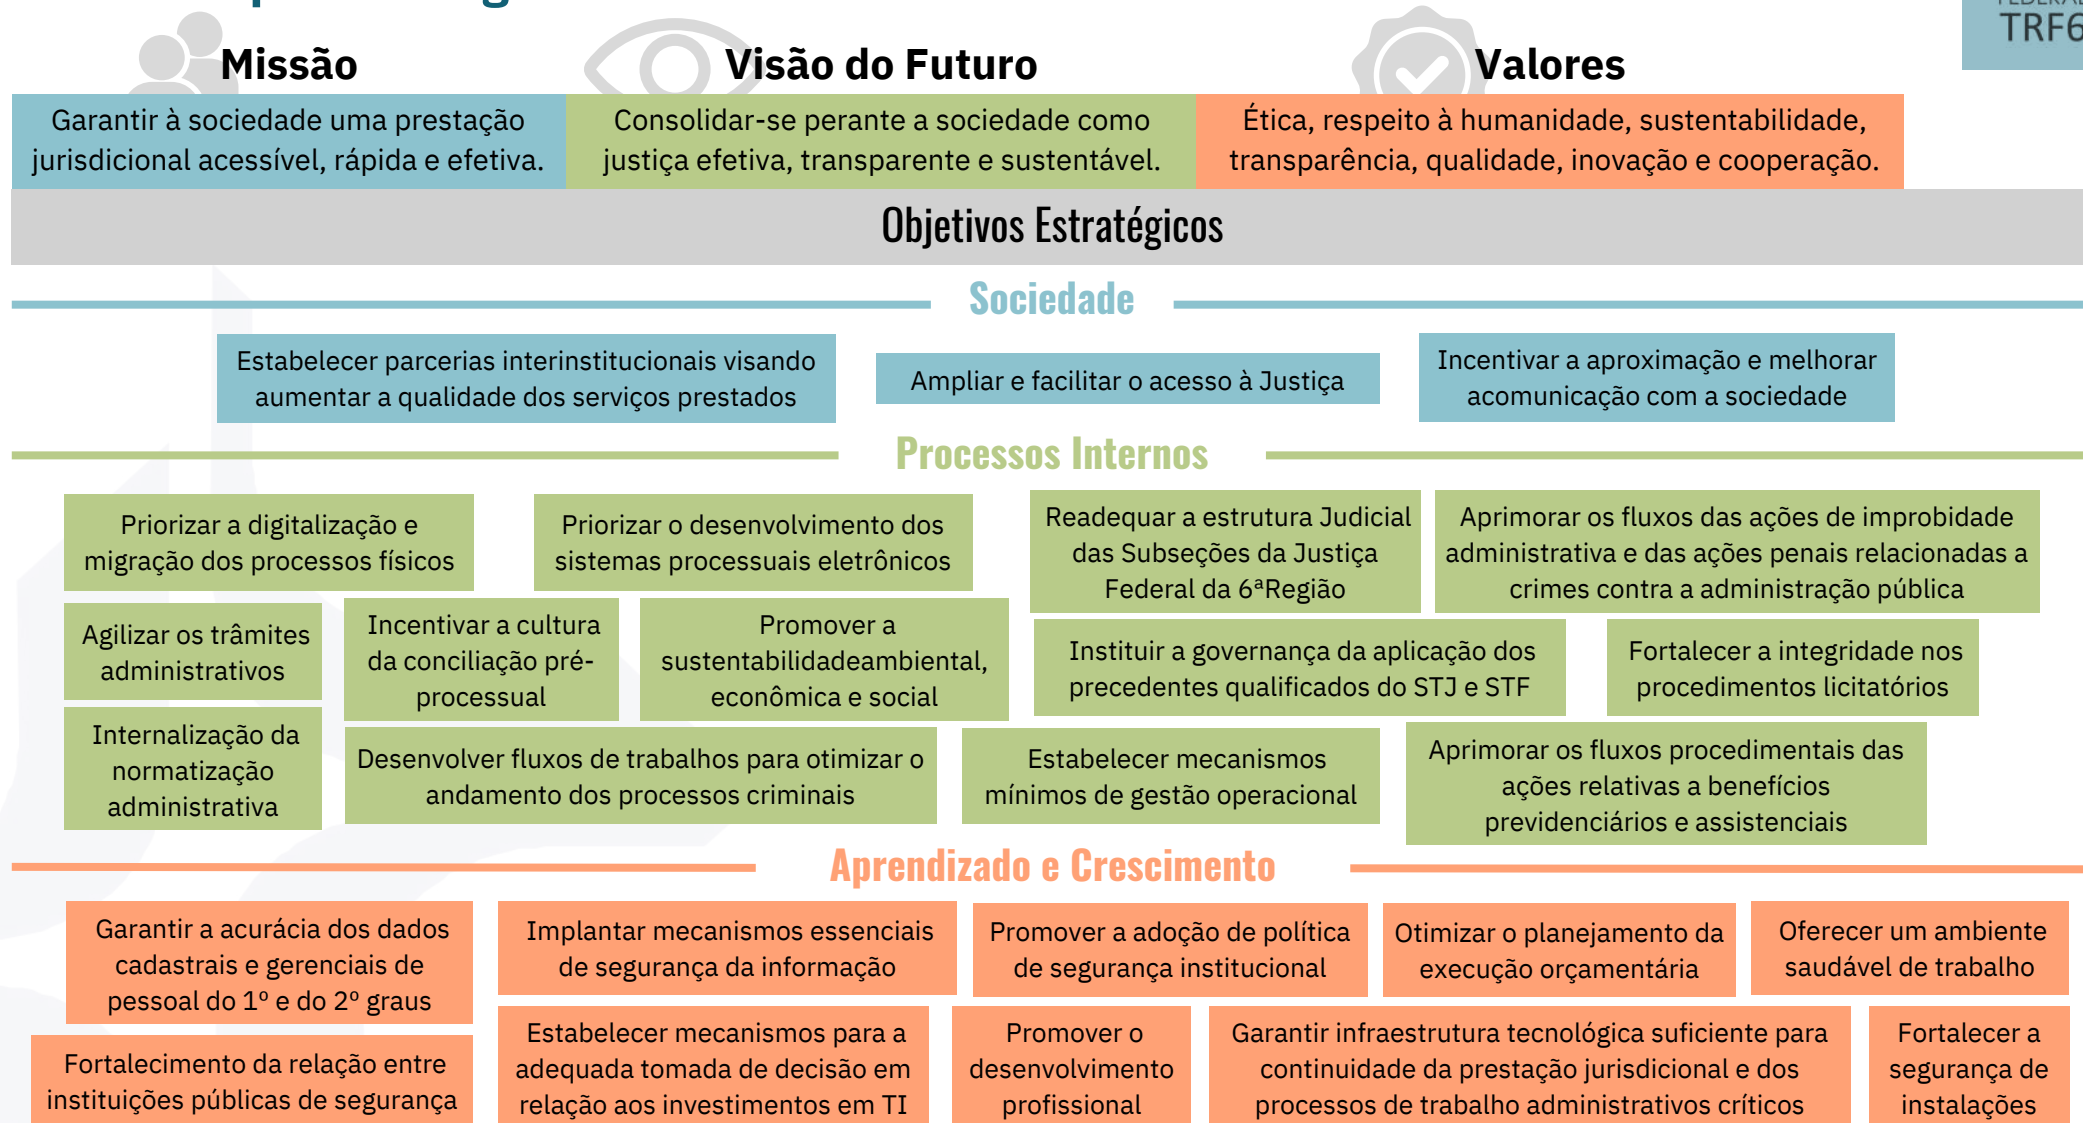 TRF6
Missão
Visão do Futuro
Valores
Garantir à sociedade uma prestação
jurisdicional acessível, rápida e efetiva.
Consolidar-se perante a sociedade como
justiça efetiva, transparente e sustentável.
Ética, respeito à humanidade, sustentabilidade,
transparência, qualidade, inovação e cooperação.
Objetivos Estratégicos
Sociedade
Estabelecer parcerias interinstitucionais visando
aumentar a qualidade dos serviços prestados
Ampliar e facilitar o acesso à Justiça
Incentivar a aproximação e melhorar
acomunicação com a sociedade
Processos Internos
Priorizar a digitalização e
migração dos processos físicos
Priorizar o desenvolvimento dos
sistemas processuais eletrônicos
Readequar a estrutura Judicial
das Subseções da Justiça
Federal da 6ªRegião
Aprimorar os fluxos das ações de improbidade
administrativa e das ações penais relacionadas a
crimes contra a administração pública
Agilizar os trâmites
administrativos
Incentivar a cultura
da conciliação pré-
processual
Promover a
sustentabilidadeambiental,
econômica e social
Instituir a governança da aplicação dos
precedentes qualificados do STJ e STF
Fortalecer a integridade nos
procedimentos licitatórios
Internalização da
normatização
administrativa
Desenvolver fluxos de trabalhos para otimizar o
andamento dos processos criminais
Estabelecer mecanismos
mínimos de gestão operacional
Aprimorar os fluxos procedimentais das
ações relativas a benefícios
previdenciários e assistenciais
Aprendizado e Crescimento
Garantir a acurácia dos dados
cadastrais e gerenciais de
pessoal do 1º e do 2º graus
Implantar mecanismos essenciais
de segurança da informação
Promover a adoção de política
de segurança institucional
Otimizar o planejamento da
execução orçamentária
Oferecer um ambiente
saudável de trabalho
Fortalecimento da relação entre
instituições públicas de segurança
Estabelecer mecanismos para a
adequada tomada de decisão em
relação aos investimentos em TI
Promover o
desenvolvimento
profissional
Garantir infraestrutura tecnológica suficiente para
continuidade da prestação jurisdicional e dos
processos de trabalho administrativos críticos
Fortalecer a
segurança de
instalações